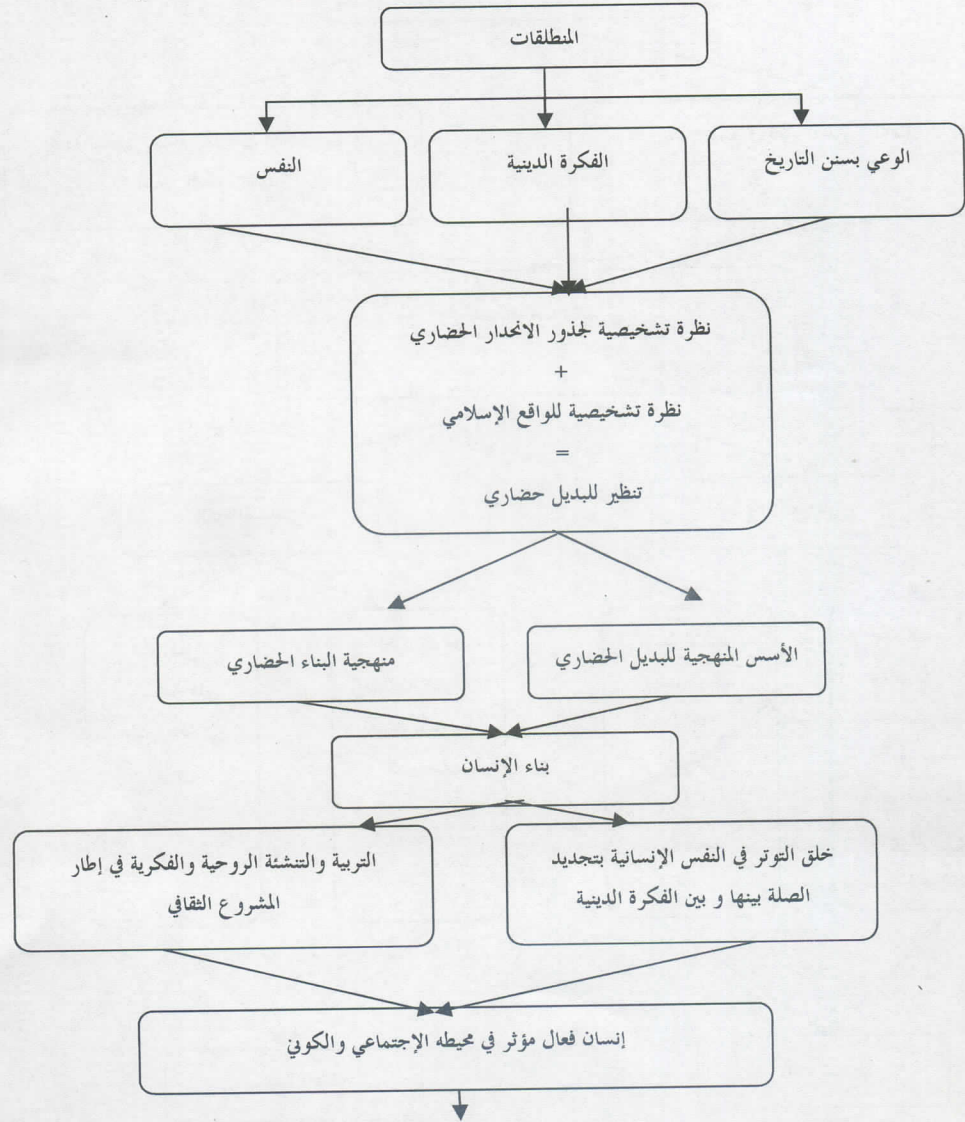 المنطلقات
الوعي بسنن التاريخ
الفكرة الدينية
النفس
نظرة تشخيصية لجذور الانحدار الحضاري
+
نظرة تشخيصية للواقع الإسلامي
=
تنظير للبديل حضاري
الأسس المنهجية للبديل الحضاري
منهجية البناء الحضاري
بناء الإنسان
خلق التوتر في النفس الإنسانية بتجديد
الصلة بينها و بين الفكرة الدينية
التربية والتنشئة الروحية والفكرية في إطار
المشروع الثقافي
إنسان فعال مؤثر في محيطه الإجتماعي والكوني